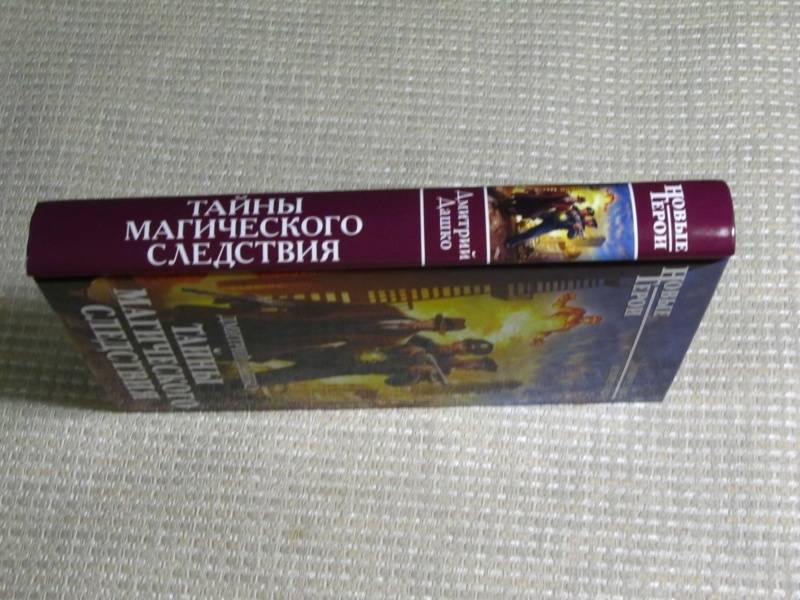 ТАЙНЫ
МАГИЧЕСКОГО
СЛЕДСТВИЯ
Дмитрий
Дашко
НОВЫЕ
ГЕРОИ
НОВЫЕ
ГЕРОИ
ТАЙНЫ
МАГИЧЕСКОГО
СЛЕДСТВИЯ